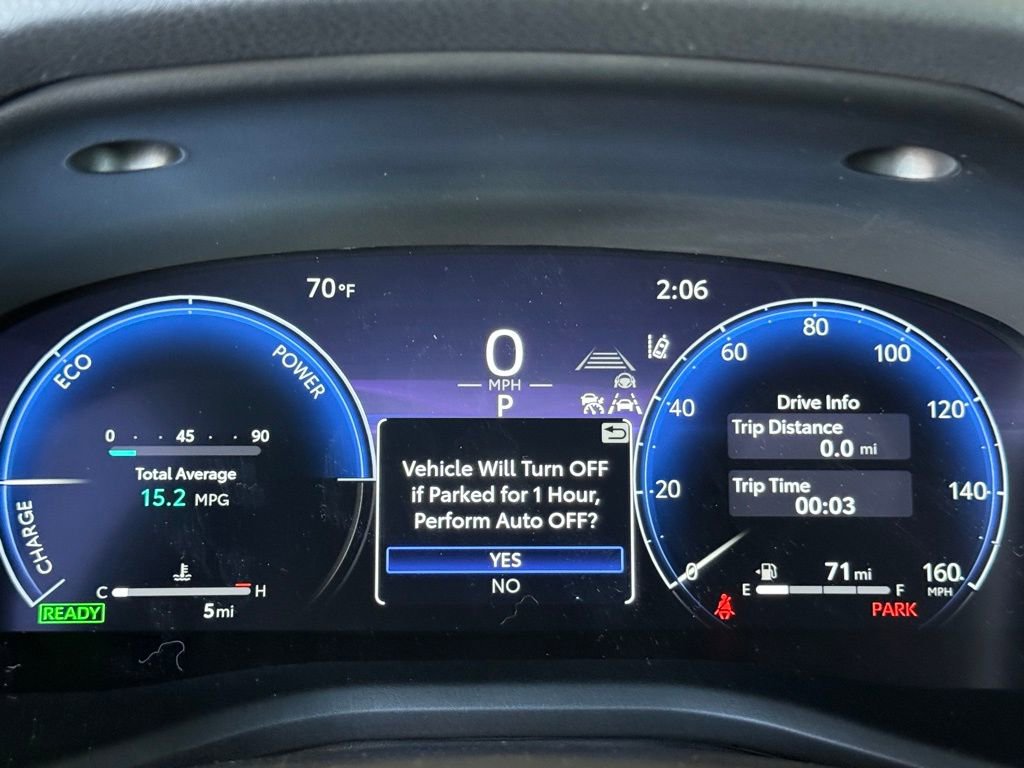 70°F
2:06
0
MPH
P
ECO
POWER
CHARGE
0 45 90
Total Average
15.2 MPG
C H
READY
5 mi
Vehicle Will Turn OFF
if Parked for 1 Hour,
Perform Auto OFF?
YES
NO
0
20
40
60
80
100
120
140
160
MPH
Drive Info
Trip Distance
0.0 mi
Trip Time
00:03
71 mi
E F
PARK